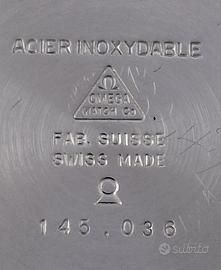 ACIER INOXYDABLE
Ω
OMEGA
WATCH Co
FAB. SUISSE
SWISS MADE
145.036
subito